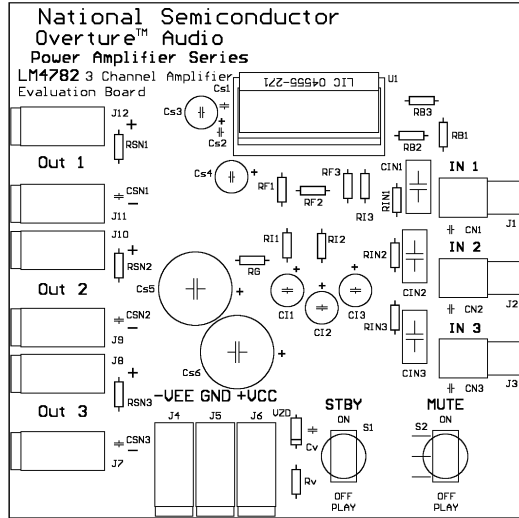 National Semiconductor
Overture™ Audio
Power Amplifier Series
LM4782 3 Channel Amplifier
Evaluation Board
Cs1
LIC 04555-271
U1
Cs3
Cs2
RB3
RB2
RB1
J12
+
RSN1
Out 1
Cs4
+
RF1
RF2
RF3
RI3
CIN1
RIN1
IN 1
CN1
J1
CSN1
-
J11
J10
+
RSN2
RG
RI1
RI2
RIN2
CIN2
IN 2
CN2
J2
Out 2
Cs5
+
CI1
CI2
CI3
+
CSN2
-
J9
J8
+
RSN3
Cs6
+
RIN3
CIN3
IN 3
CN3
J3
Out 3
-VEE GND +VCC
J4
J5
J6
VZD
Cv
Rv
STBY
ON
S1
OFF
PLAY
MUTE
ON
S2
OFF
PLAY
CSN3
-
J7